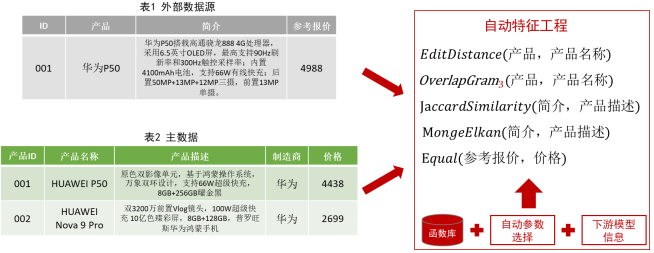 表1 外部数据源
ID 产品 简介 参考报价
001 华为P50 华为P50搭载高通骁龙888 4G处理器，
采用6.5英寸OLED屏，最高支持90Hz刷
新率和300Hz触控采样率；内置
4100mAh电池，支持66W有线快充；后
置50MP+13MP+12MP三摄，前置13MP
单摄。 4988
表2 主数据
产品ID 产品名称 产品描述 制造商 价格
001 HUAWEI P50 原色双影像单元，基于鸿蒙操作系统，
万象双环设计，支持66W超级快充，
8GB+256GB曜金黑 华为 4438
002 HUAWEI
Nova 9 Pro 双3200万前置Vlog镜头，100W超级快
充 10亿色臻彩屏，8GB+128GB，普罗旺
斯华为鸿蒙手机 华为 2699
自动特征工程
EditDistance(产品，产品名称)
OverlapGram3(产品，产品名称)
JaccardSimilarity(简介，产品描述)
MongeElkan(简介，产品描述)
Equal(参考报价，价格)
函数库 自动参数
选择 下游模型
信息